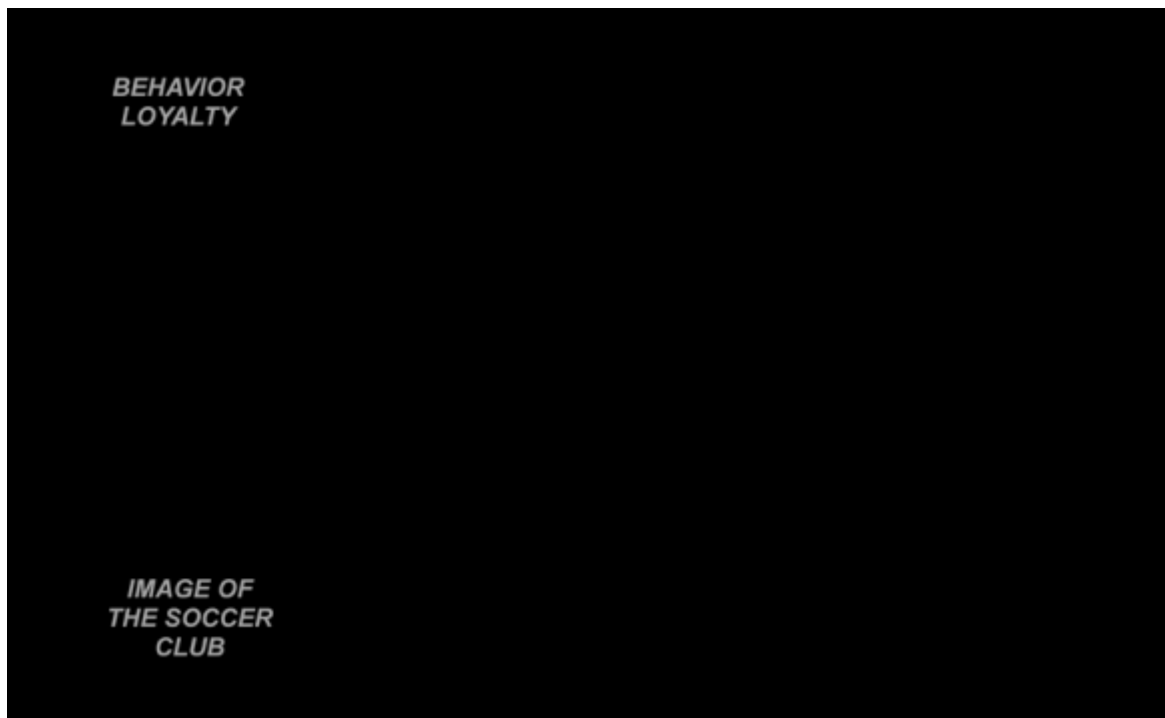 BEHAVIOR
LOYALTY
IMAGE OF
THE SOCCER
CLUB